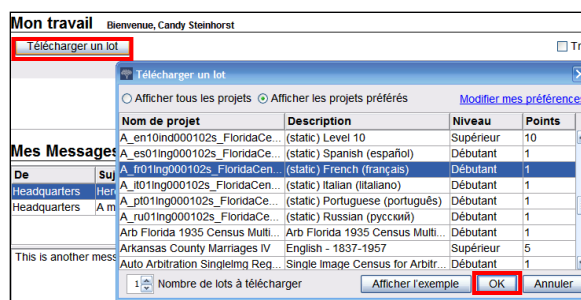 Mon travail Bienvenue, Candy Steinhorst
Télécharger un lot
Télécharger un lot
Afficher tous les projets Afficher les projets préférés Modifier mes préférences
Nom de projet Description Niveau Points
A_en10ind000102s_FloridaCe... (static) Level 10 Supérieur 10
A_es01lng000102s_FloridaCe... (static) Spanish (español) Débutant 1
A_fr01lng000102s_FloridaCen... (static) French (français) Débutant 1
A_it01lng000102s_FloridaCen... (static) Italian (litaliano) Débutant 1
A_pt01lng000102s_FloridaCe... (static) Portuguese (português) Débutant 1
A_ru01lng000102s_FloridaCe... (static) Russian (русский) Débutant 1
Arb Florida 1935 Census Multi... Arb Florida 1935 Census Multi... Débutant 1
Arkansas County Marriages IV English - 1837-1957 Supérieur 5
Auto Arbitration SingleImg Reg... Single Image Census for Arbitr... Débutant 1
1 Nombre de lots à télécharger Afficher l'exemple OK Annuler
Mes Messages
De Suj
Headquarters
Headquarters A m
This is another mess